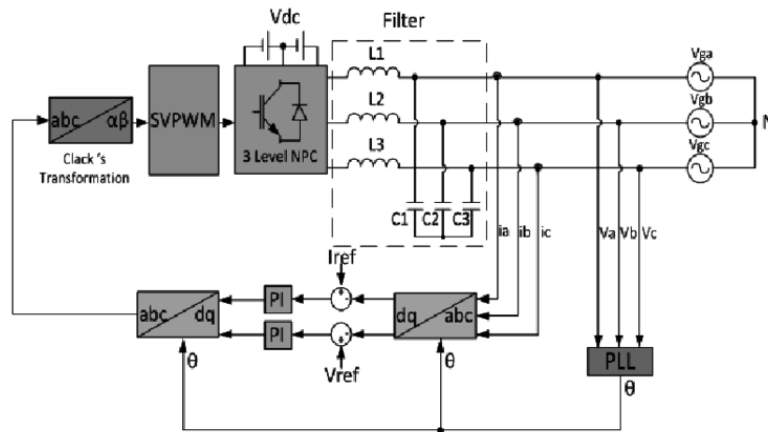 Vdc
Filter
L1
Vga
abc
αβ
SVPWM
L2
Vgb
N
3 Level NPC
L3
Vgc
Clack's
Transformation
C1
C2
C3
ia
ib
ic
Va
Vb
Vc
Iref
abc
dq
PI
dq
abc
PI
PLL
θ
Vref
θ
θ